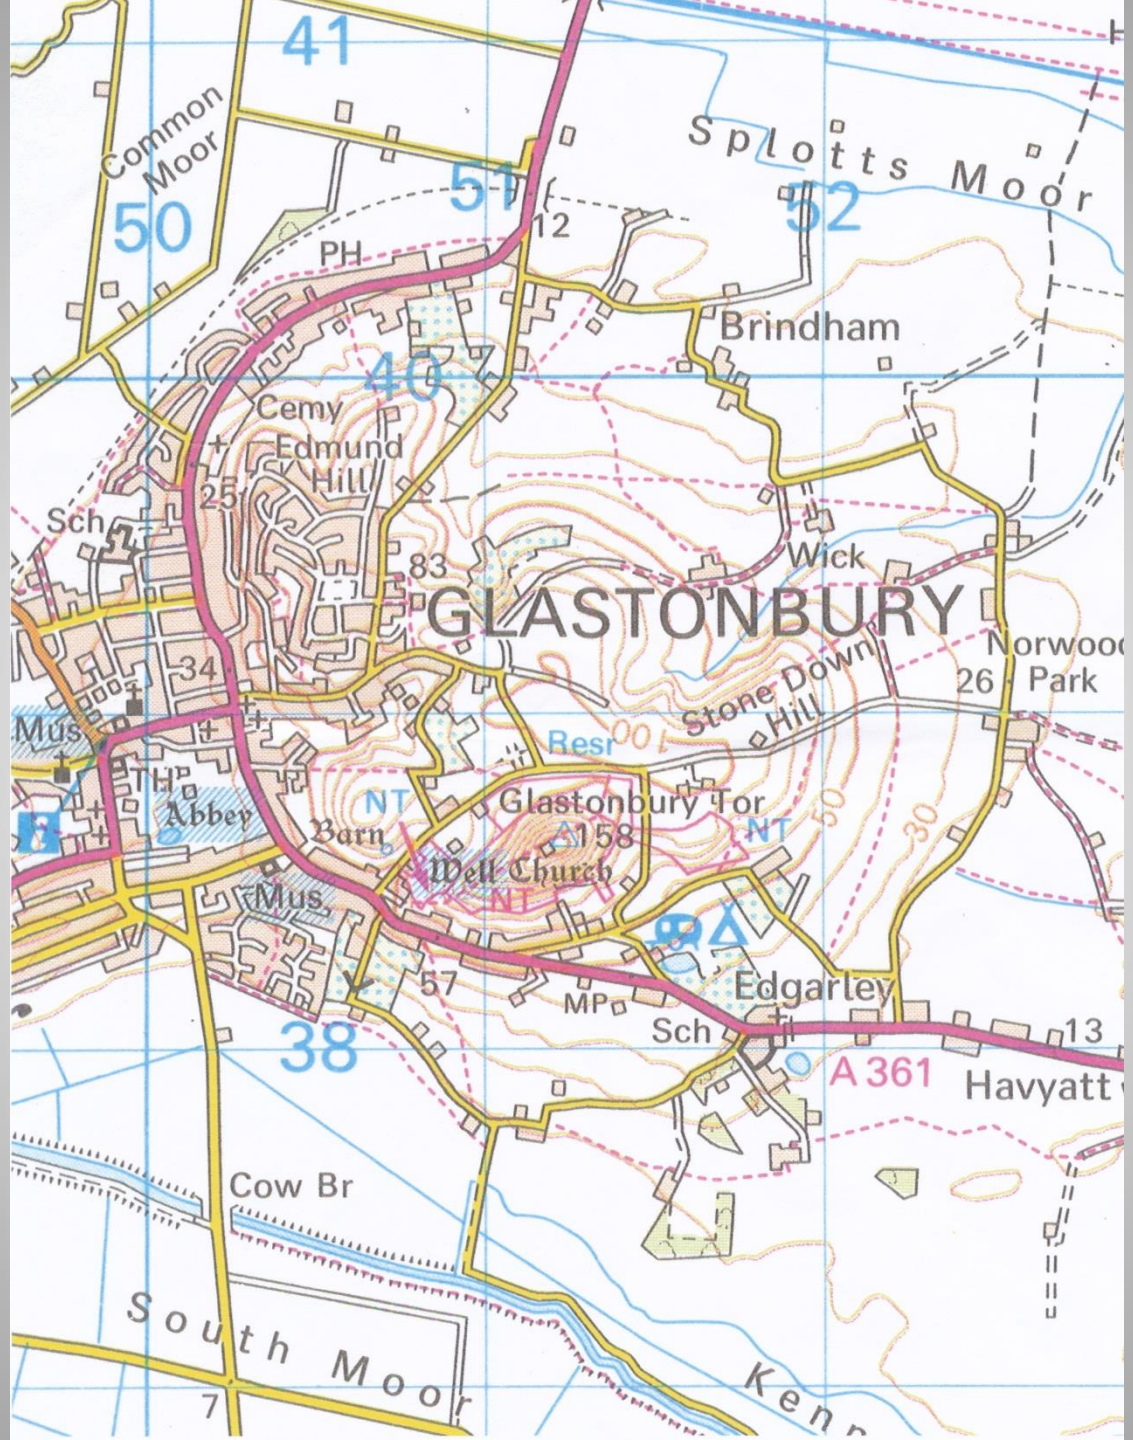 41
Common
Moor
51
Splotts Moor
50
52
12
PH
Brindham
40
Cemy
Edmund
Hill
25
Sch
Wick
83
GLASTONBURY
Norwood
Park
34
26
Stone Down
Hill
100
Mus
Resr
TH
Abbey
NT
Glastonbury Tor
158
NT
50
30
Barn
Well Church
NT
Mus
57
MP
Edgarley
38
Sch
13
A 361
Havyatt
Cow Br
South Moor
7